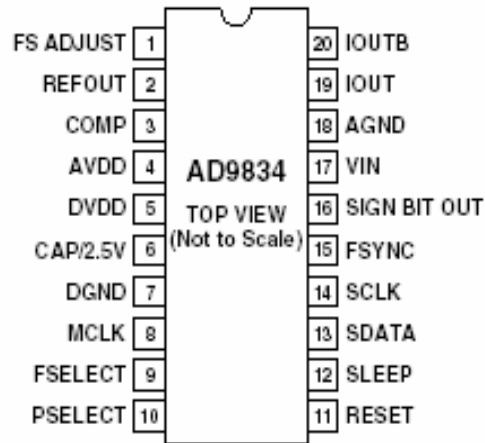 FS ADJUST 1
REFOUT 2
COMP 3
AVDD 4
DVDD 5
CAP/2.5V 6
DGND 7
MCLK 8
FSELECT 9
PSELECT 10
AD9834
TOP VIEW
(Not to Scale)
20 IOUTB
19 IOUT
18 AGND
17 VIN
16 SIGN BIT OUT
15 FSYNC
14 SCLK
13 SDATA
12 SLEEP
11 RESET